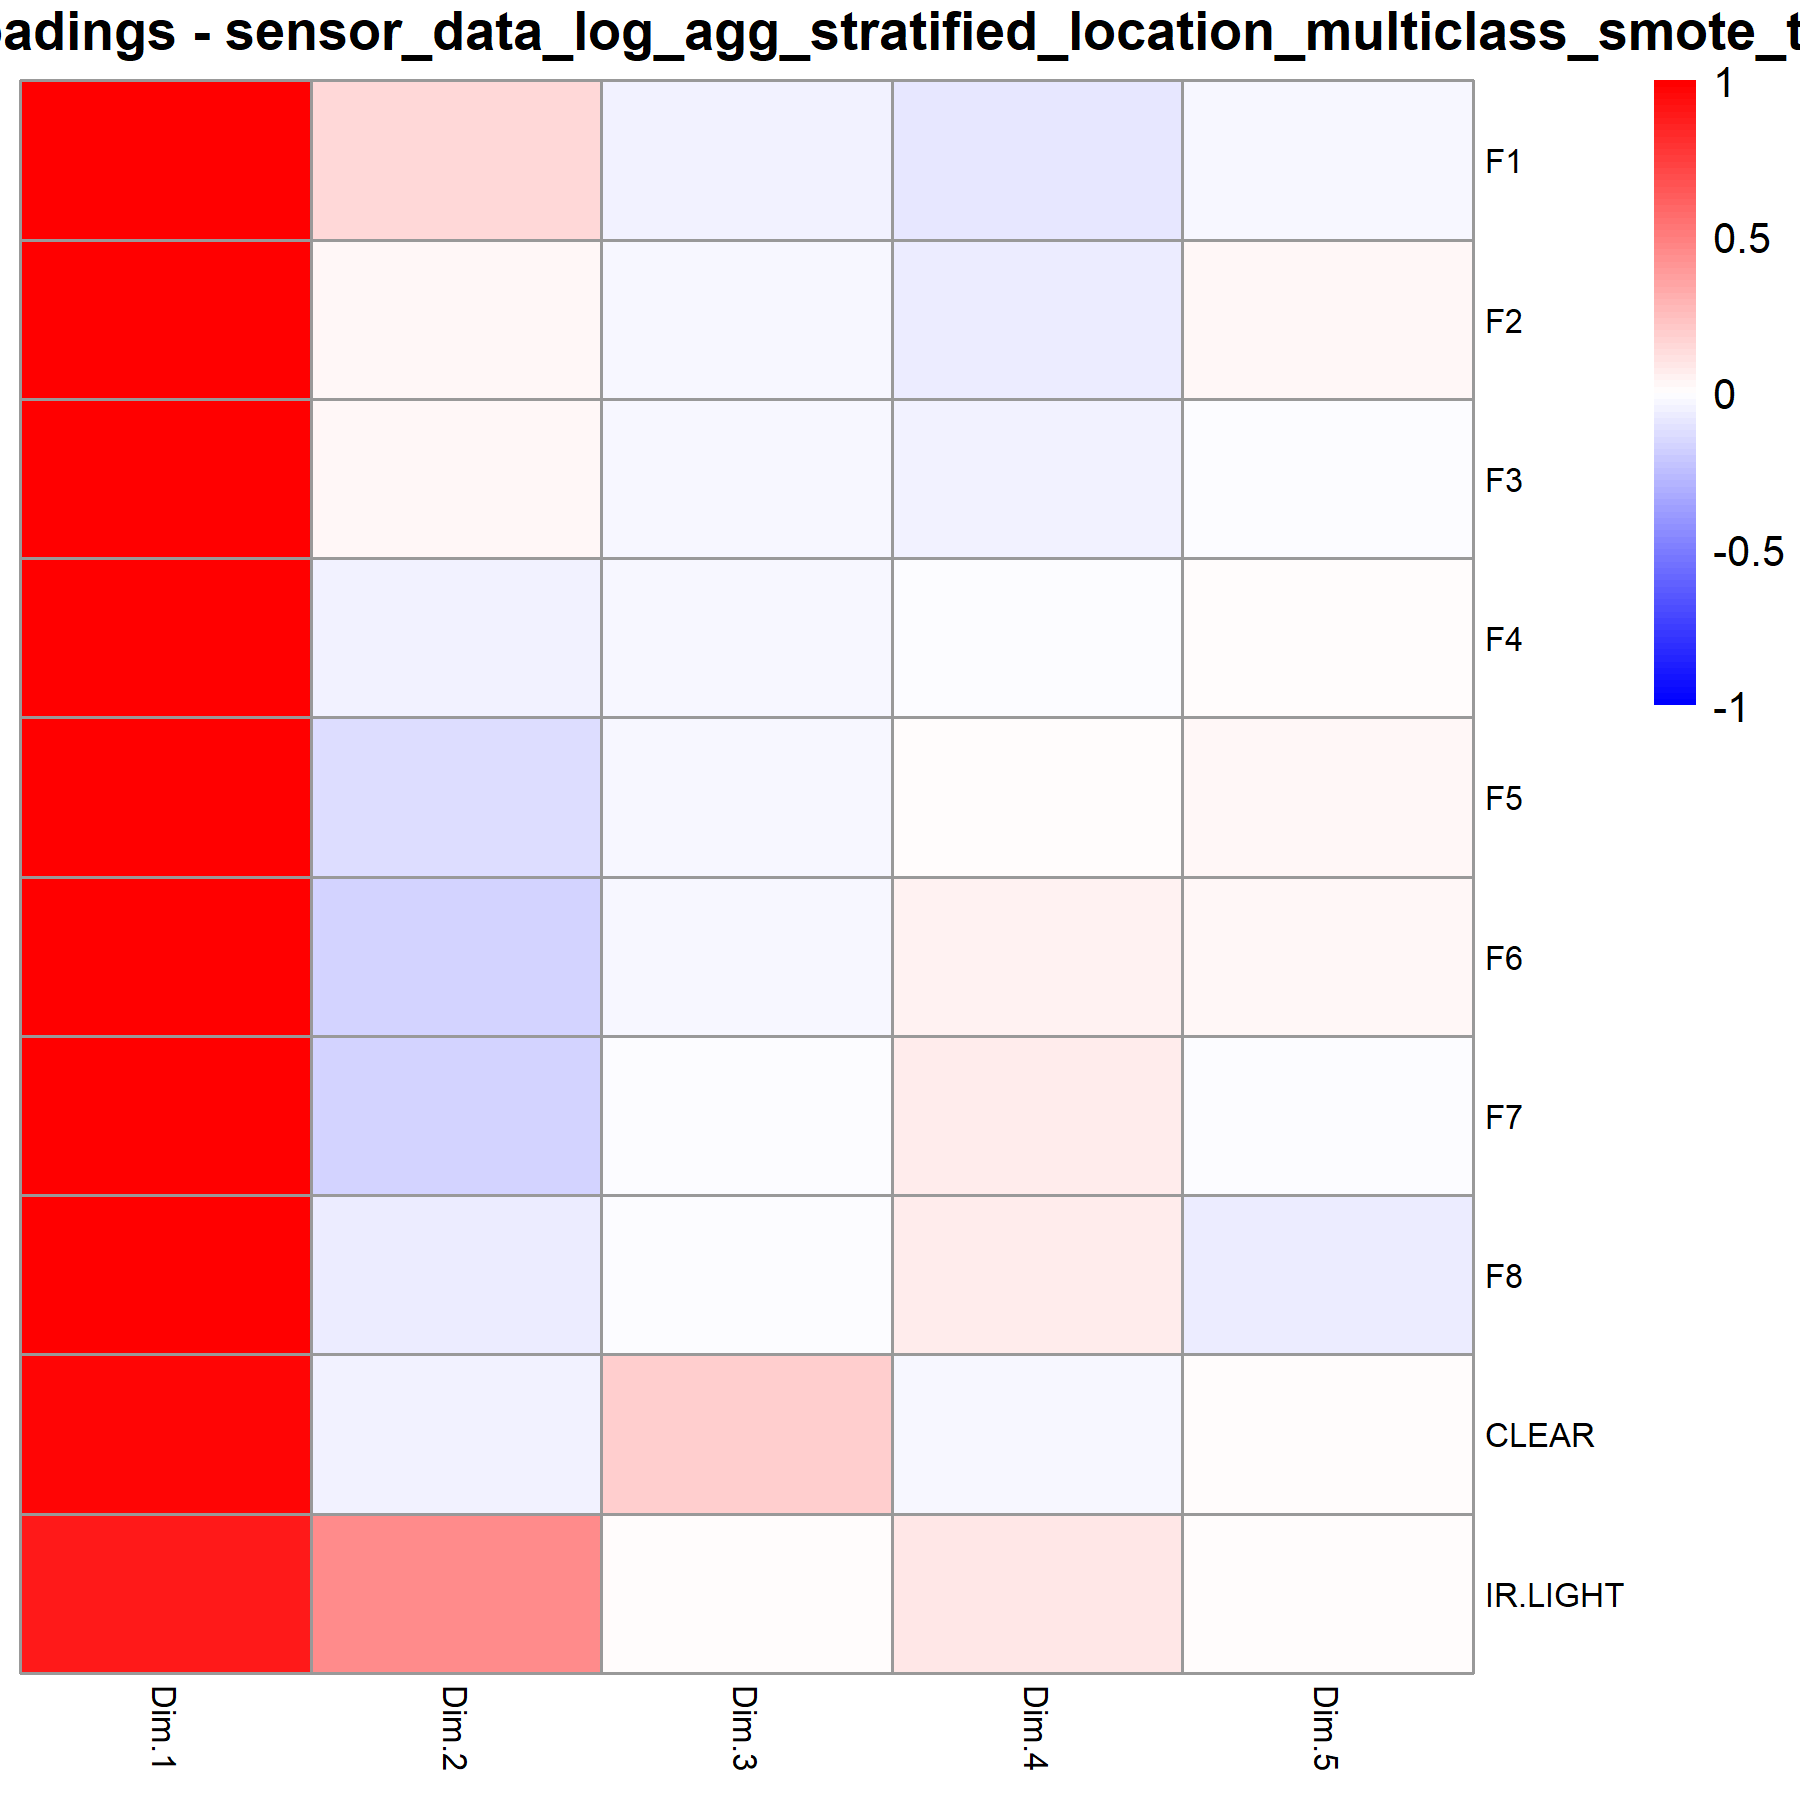 adings - sensor_data_log_agg_stratified_location_multiclass_smote_t
1
0.5
0
-0.5
-1
F1
F2
F3
F4
F5
F6
F7
F8
CLEAR
IR.LIGHT
Dim.1
Dim.2
Dim.3
Dim.4
Dim.5